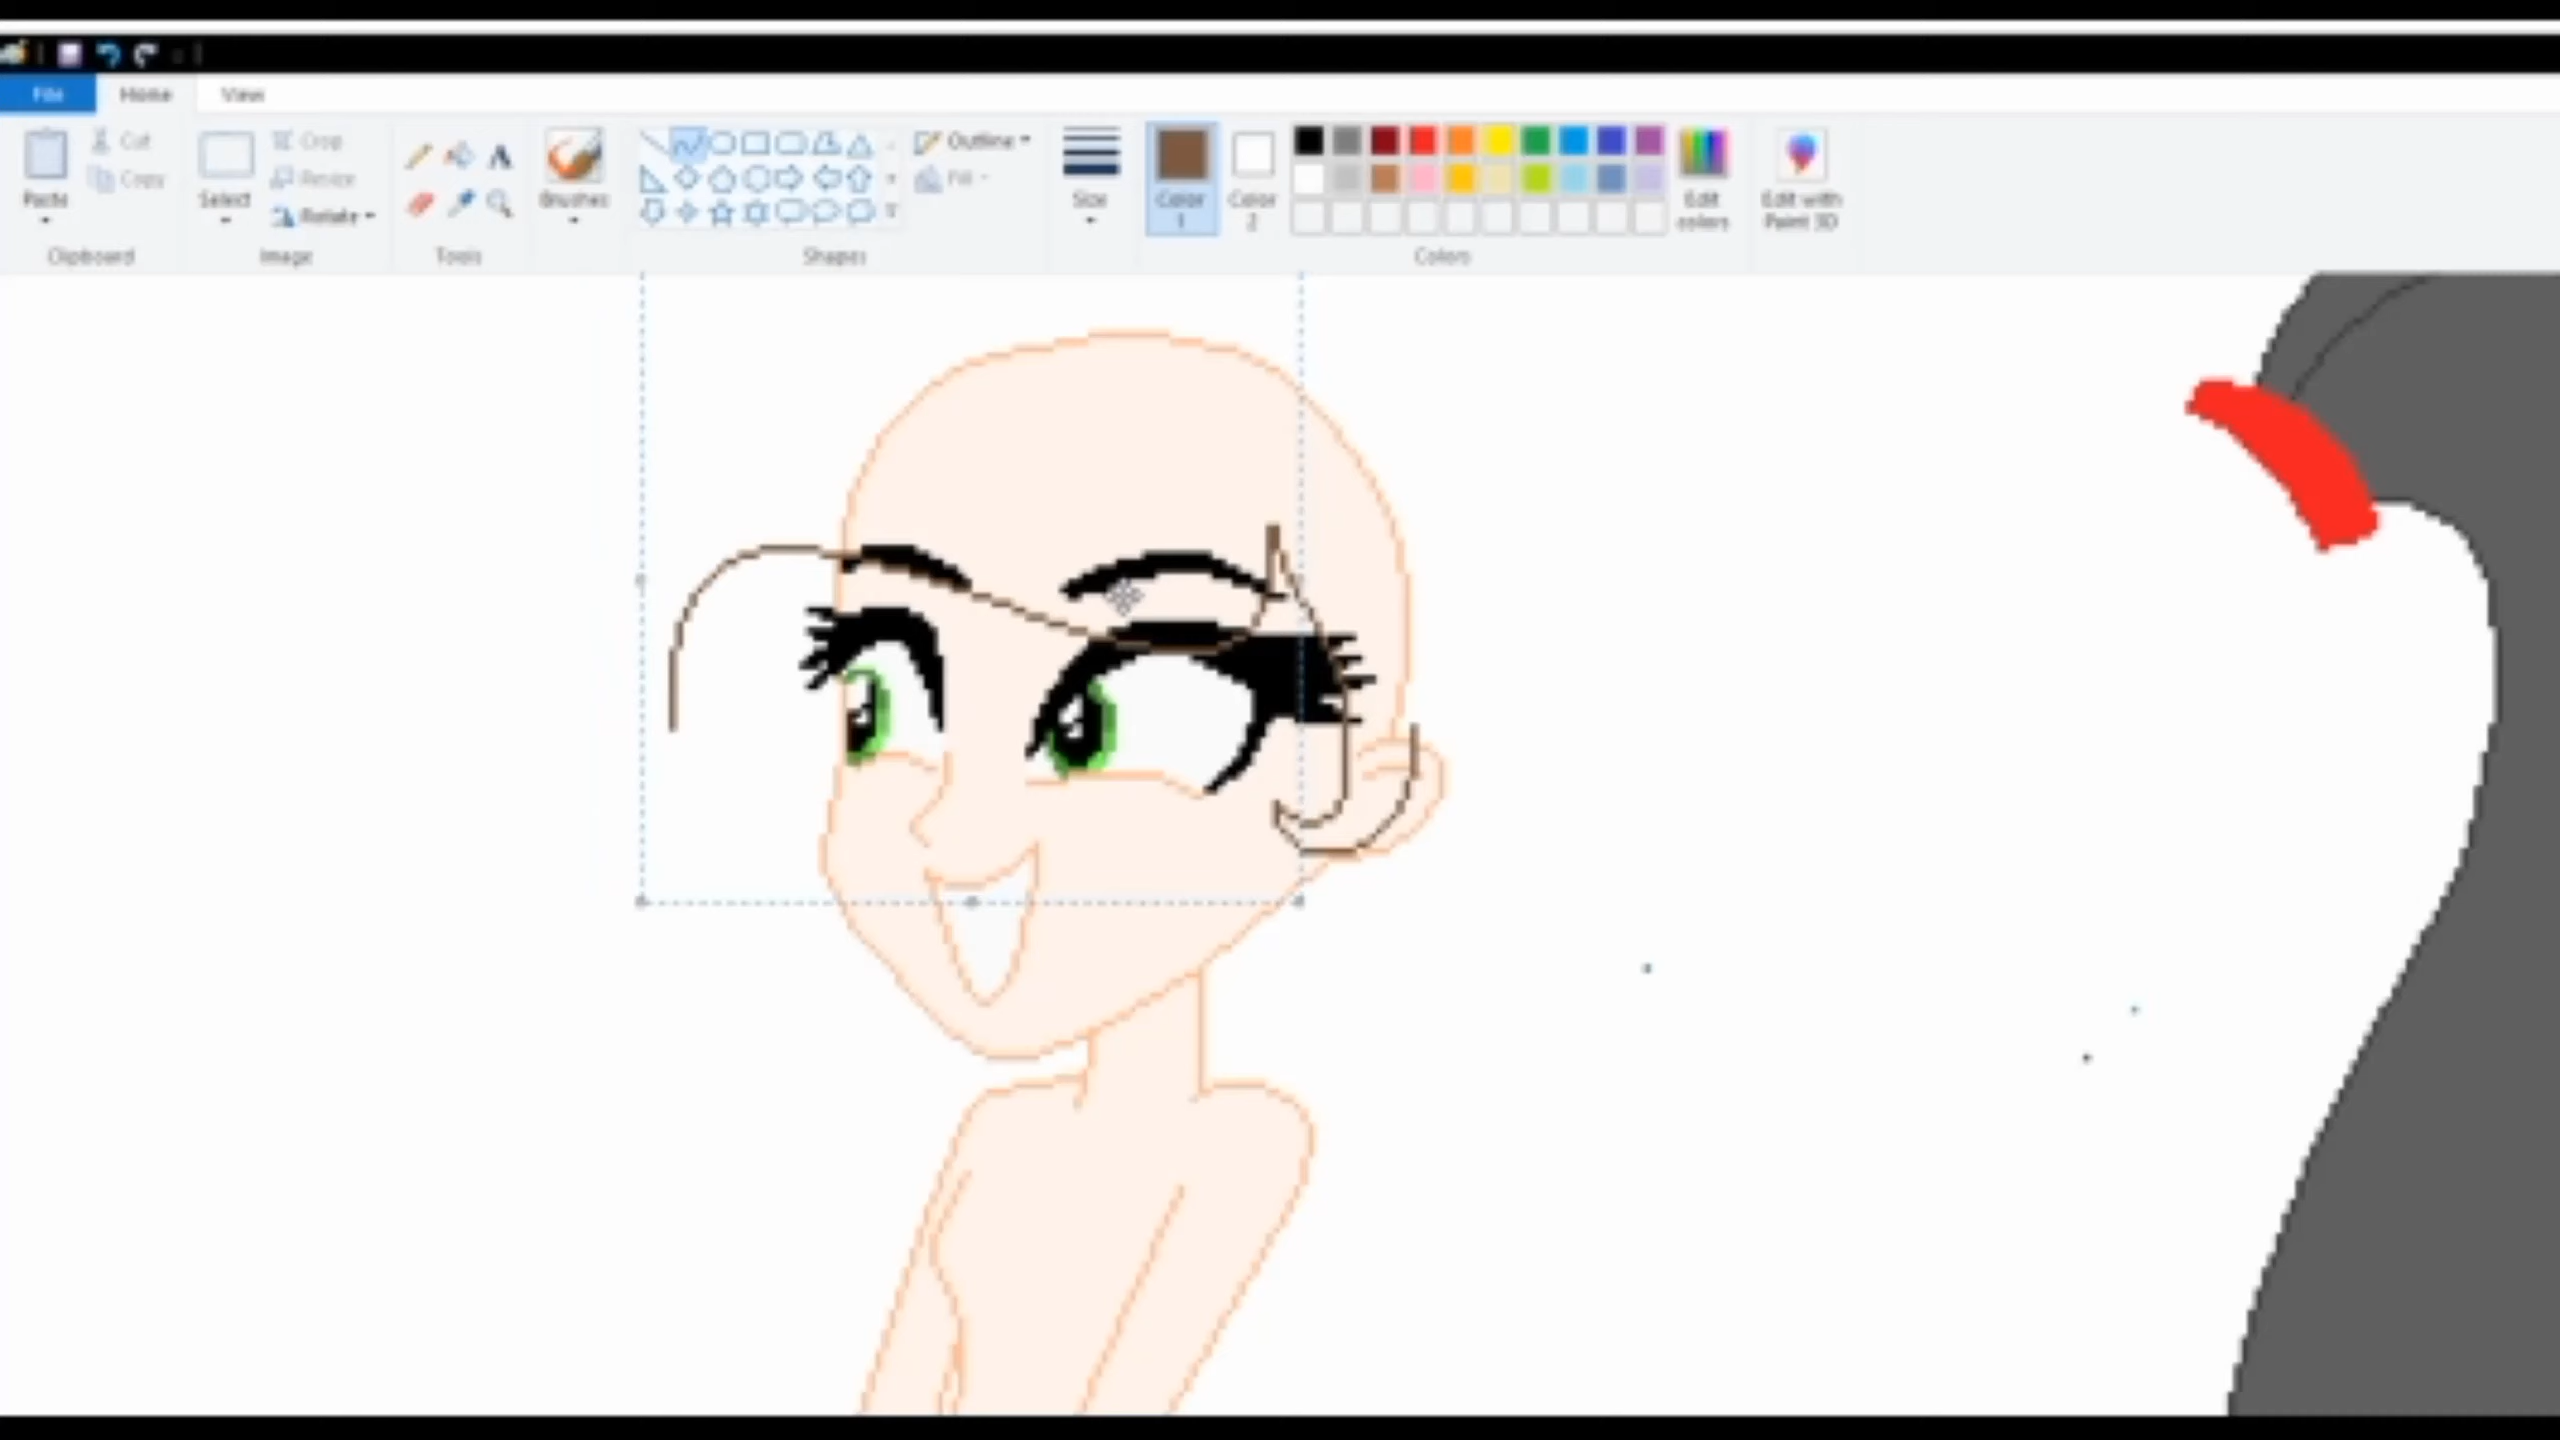 File Home View
Cut
Copy
Paste
Clipboard
Crop
Resize
Rotate
Select
Image
A
Tools
Brushes
Outline
Fill
Shapes
Size
Color 1
Color 2
Edit colors
Colors
Edit with Paint 3D